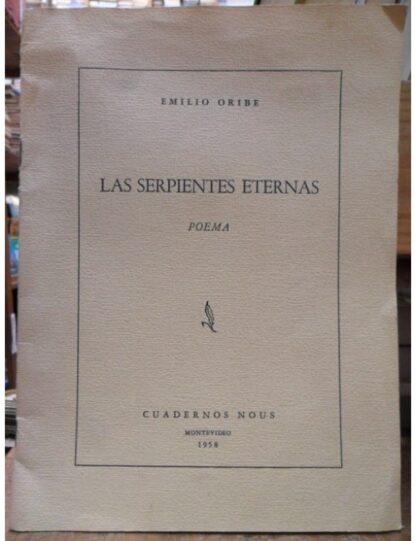 EMILIO ORIBE
LAS SERPIENTES ETERNAS
POEMA
CUADERNOS NOUS
MONTEVIDEO
1958